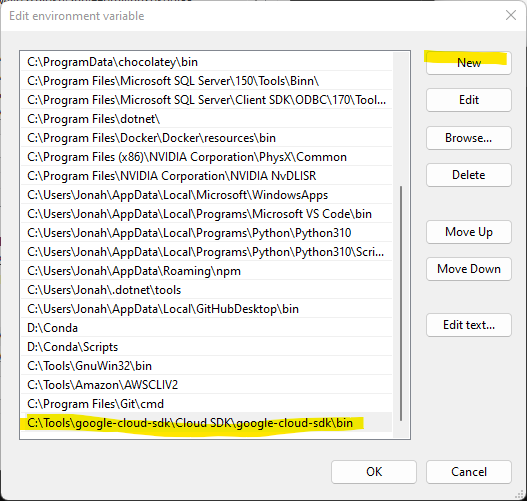 Edit environment variable
C:\ProgramData\chocolatey\bin
C:\Program Files\Microsoft SQL Server\150\Tools\Binn\
C:\Program Files\Microsoft SQL Server\Client SDK\ODBC\170\Tool...
C:\Program Files\dotnet\
C:\Program Files\Docker\Docker\resources\bin
C:\Program Files (x86)\NVIDIA Corporation\PhysX\Common
C:\Program Files\NVIDIA Corporation\NVIDIA NvDLISR
C:\Users\Jonah\AppData\Local\Microsoft\WindowsApps
C:\Users\Jonah\AppData\Local\Programs\Microsoft VS Code\bin
C:\Users\Jonah\AppData\Local\Programs\Python\Python310
C:\Users\Jonah\AppData\Local\Programs\Python\Python310\Scri...
C:\Users\Jonah\AppData\Roaming\npm
C:\Users\Jonah\.dotnet\tools
C:\Users\Jonah\AppData\Local\GitHubDesktop\bin
D:\Conda
D:\Conda\Scripts
C:\Tools\GnuWin32\bin
C:\Tools\Amazon\AWSCLIV2
C:\Program Files\Git\cmd
C:\Tools\google-cloud-sdk\Cloud SDK\google-cloud-sdk\bin
New
Edit
Browse...
Delete
Move Up
Move Down
Edit text...
OK
Cancel